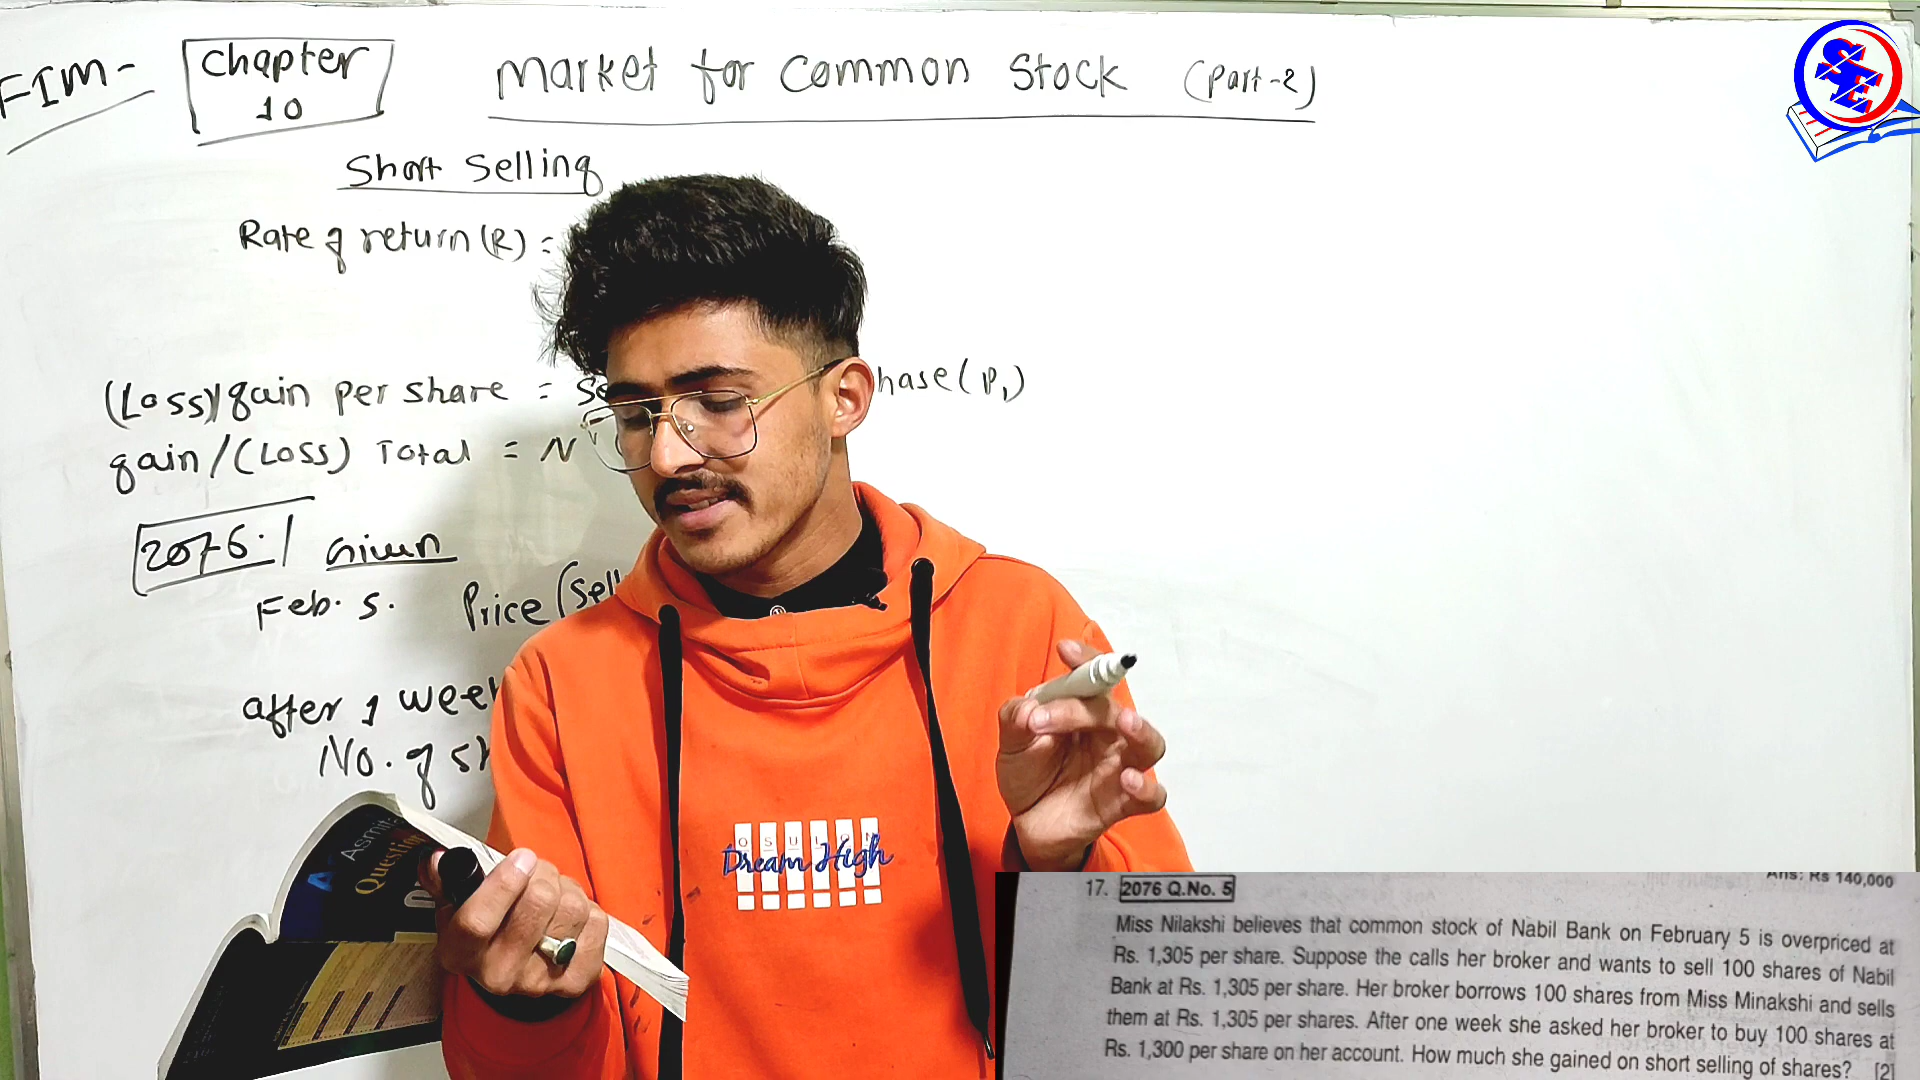 FIM - Chapter 10 Market for Common Stock (Part-2)
Short Selling
Rate of return (R) =
(Loss)/gain per share = hase (P₁)
gain/(Loss) Total = N
2076. Given
Feb. 5. Price (Sell
after 1 week
No. of sh
Asmita
Question
OSULON
Dream High
Ans: Rs 140,000
17. 2076 Q.No. 5
Miss Nilakshi believes that common stock of Nabil Bank on February 5 is overpriced at
Rs. 1,305 per share. Suppose the calls her broker and wants to sell 100 shares of Nabil
Bank at Rs. 1,305 per share. Her broker borrows 100 shares from Miss Minakshi and sells
them at Rs. 1,305 per shares. After one week she asked her broker to buy 100 shares at
Rs. 1,300 per share on her account. How much she gained on short selling of shares? [2]